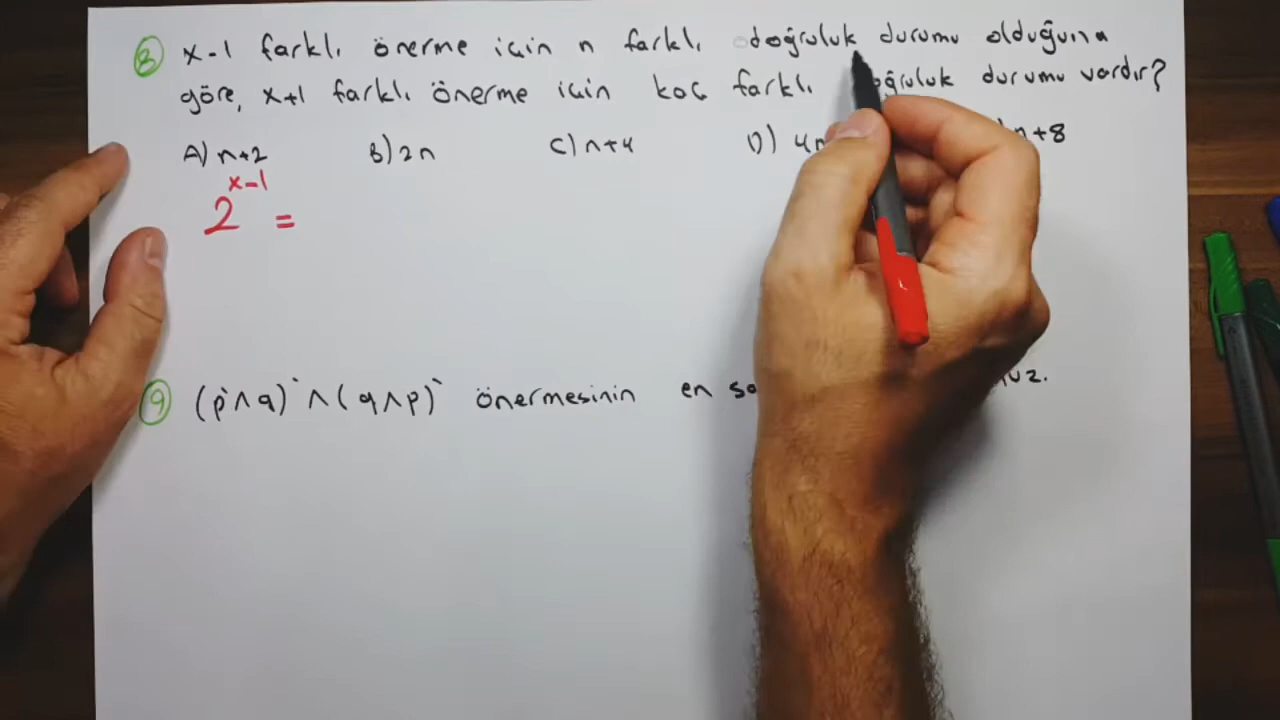 8 x-1 farklı önerme için n farklı doğruluk durumu olduğuna
göre, x+1 farklı önerme için kaç farklı doğruluk durumu vardır?
A) n+2 B) 2n C) n+4 D) 4n n+8
2^(x-1) =
9 (p`∧q)` ∧ (q∧p)` önermesinin en